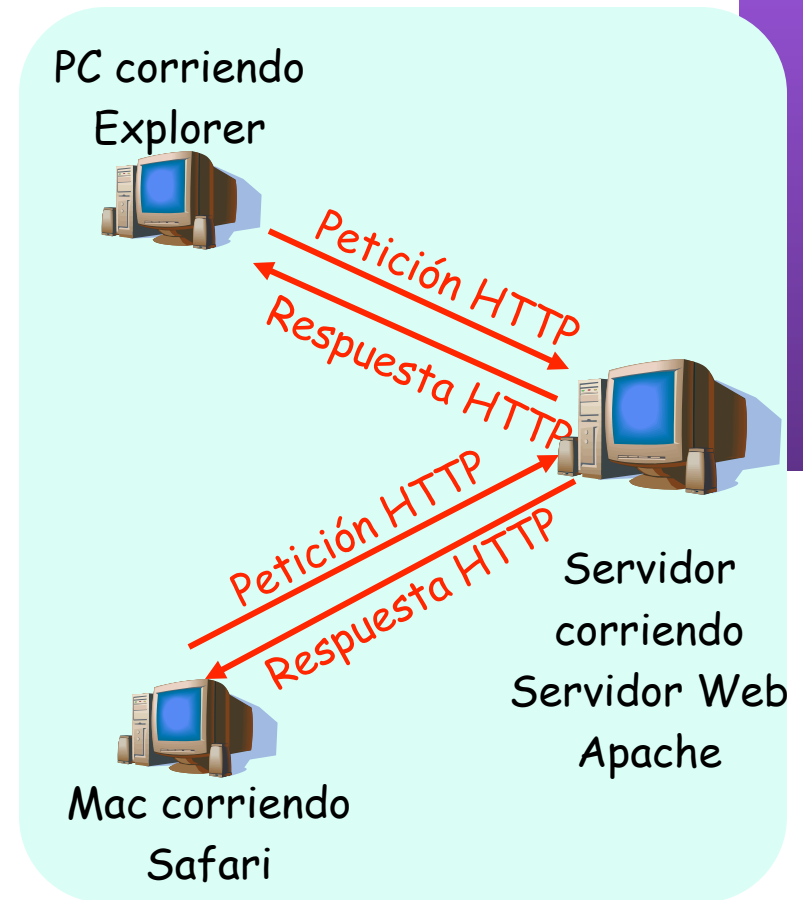 PC corriendo
Explorer
Petición HTTP
Respuesta HTTP
Petición HTTP
Respuesta HTTP
Servidor
corriendo
Servidor Web
Apache
Mac corriendo
Safari